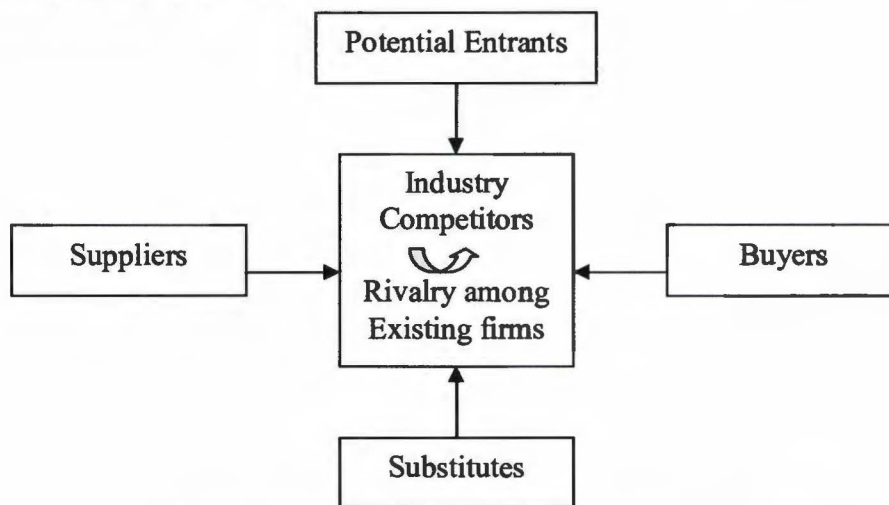 Potential Entrants
Industry
Competitors
Rivalry among
Existing firms
Suppliers
Buyers
Substitutes